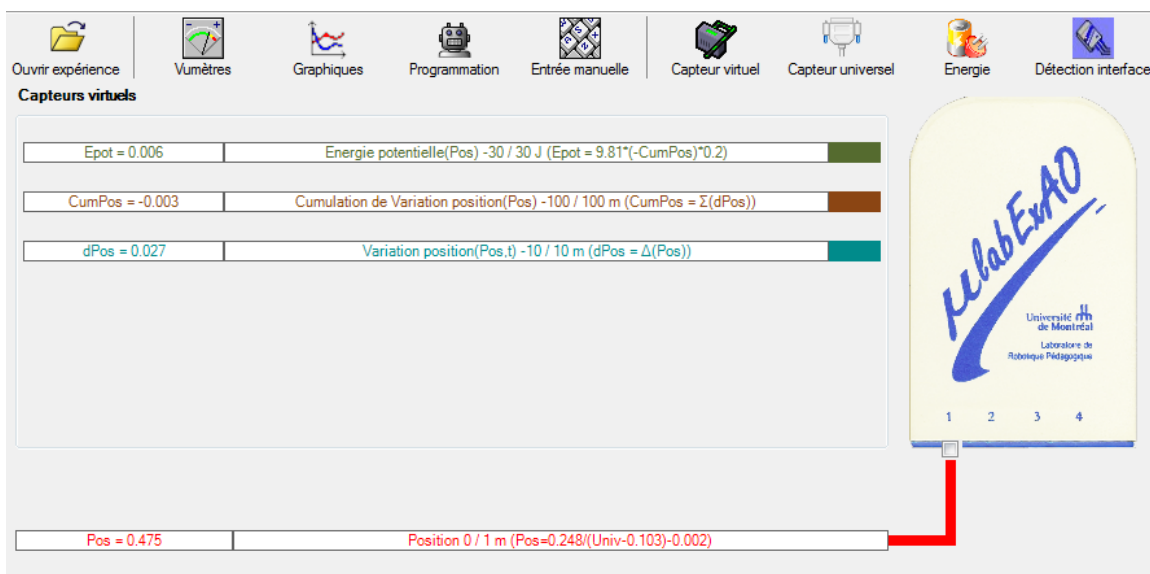 Ouvrir expérience Vumètres Graphiques Programmation Entrée manuelle Capteur virtuel Capteur universel Energie Détection interface
Capteurs virtuels
Epot = 0.006 Energie potentielle(Pos) -30 / 30 J (Epot = 9.81*(-CumPos)*0.2)
CumPos = -0.003 Cumulation de Variation position(Pos) -100 / 100 m (CumPos = Σ(dPos))
dPos = 0.027 Variation position(Pos,t) -10 / 10 m (dPos = Δ(Pos))
µlabExAO
Université
de Montréal
Laboratoire de
Robotique Pédagogique
1 2 3 4
Pos = 0.475 Position 0 / 1 m (Pos=0.248/(Univ-0.103)-0.002)